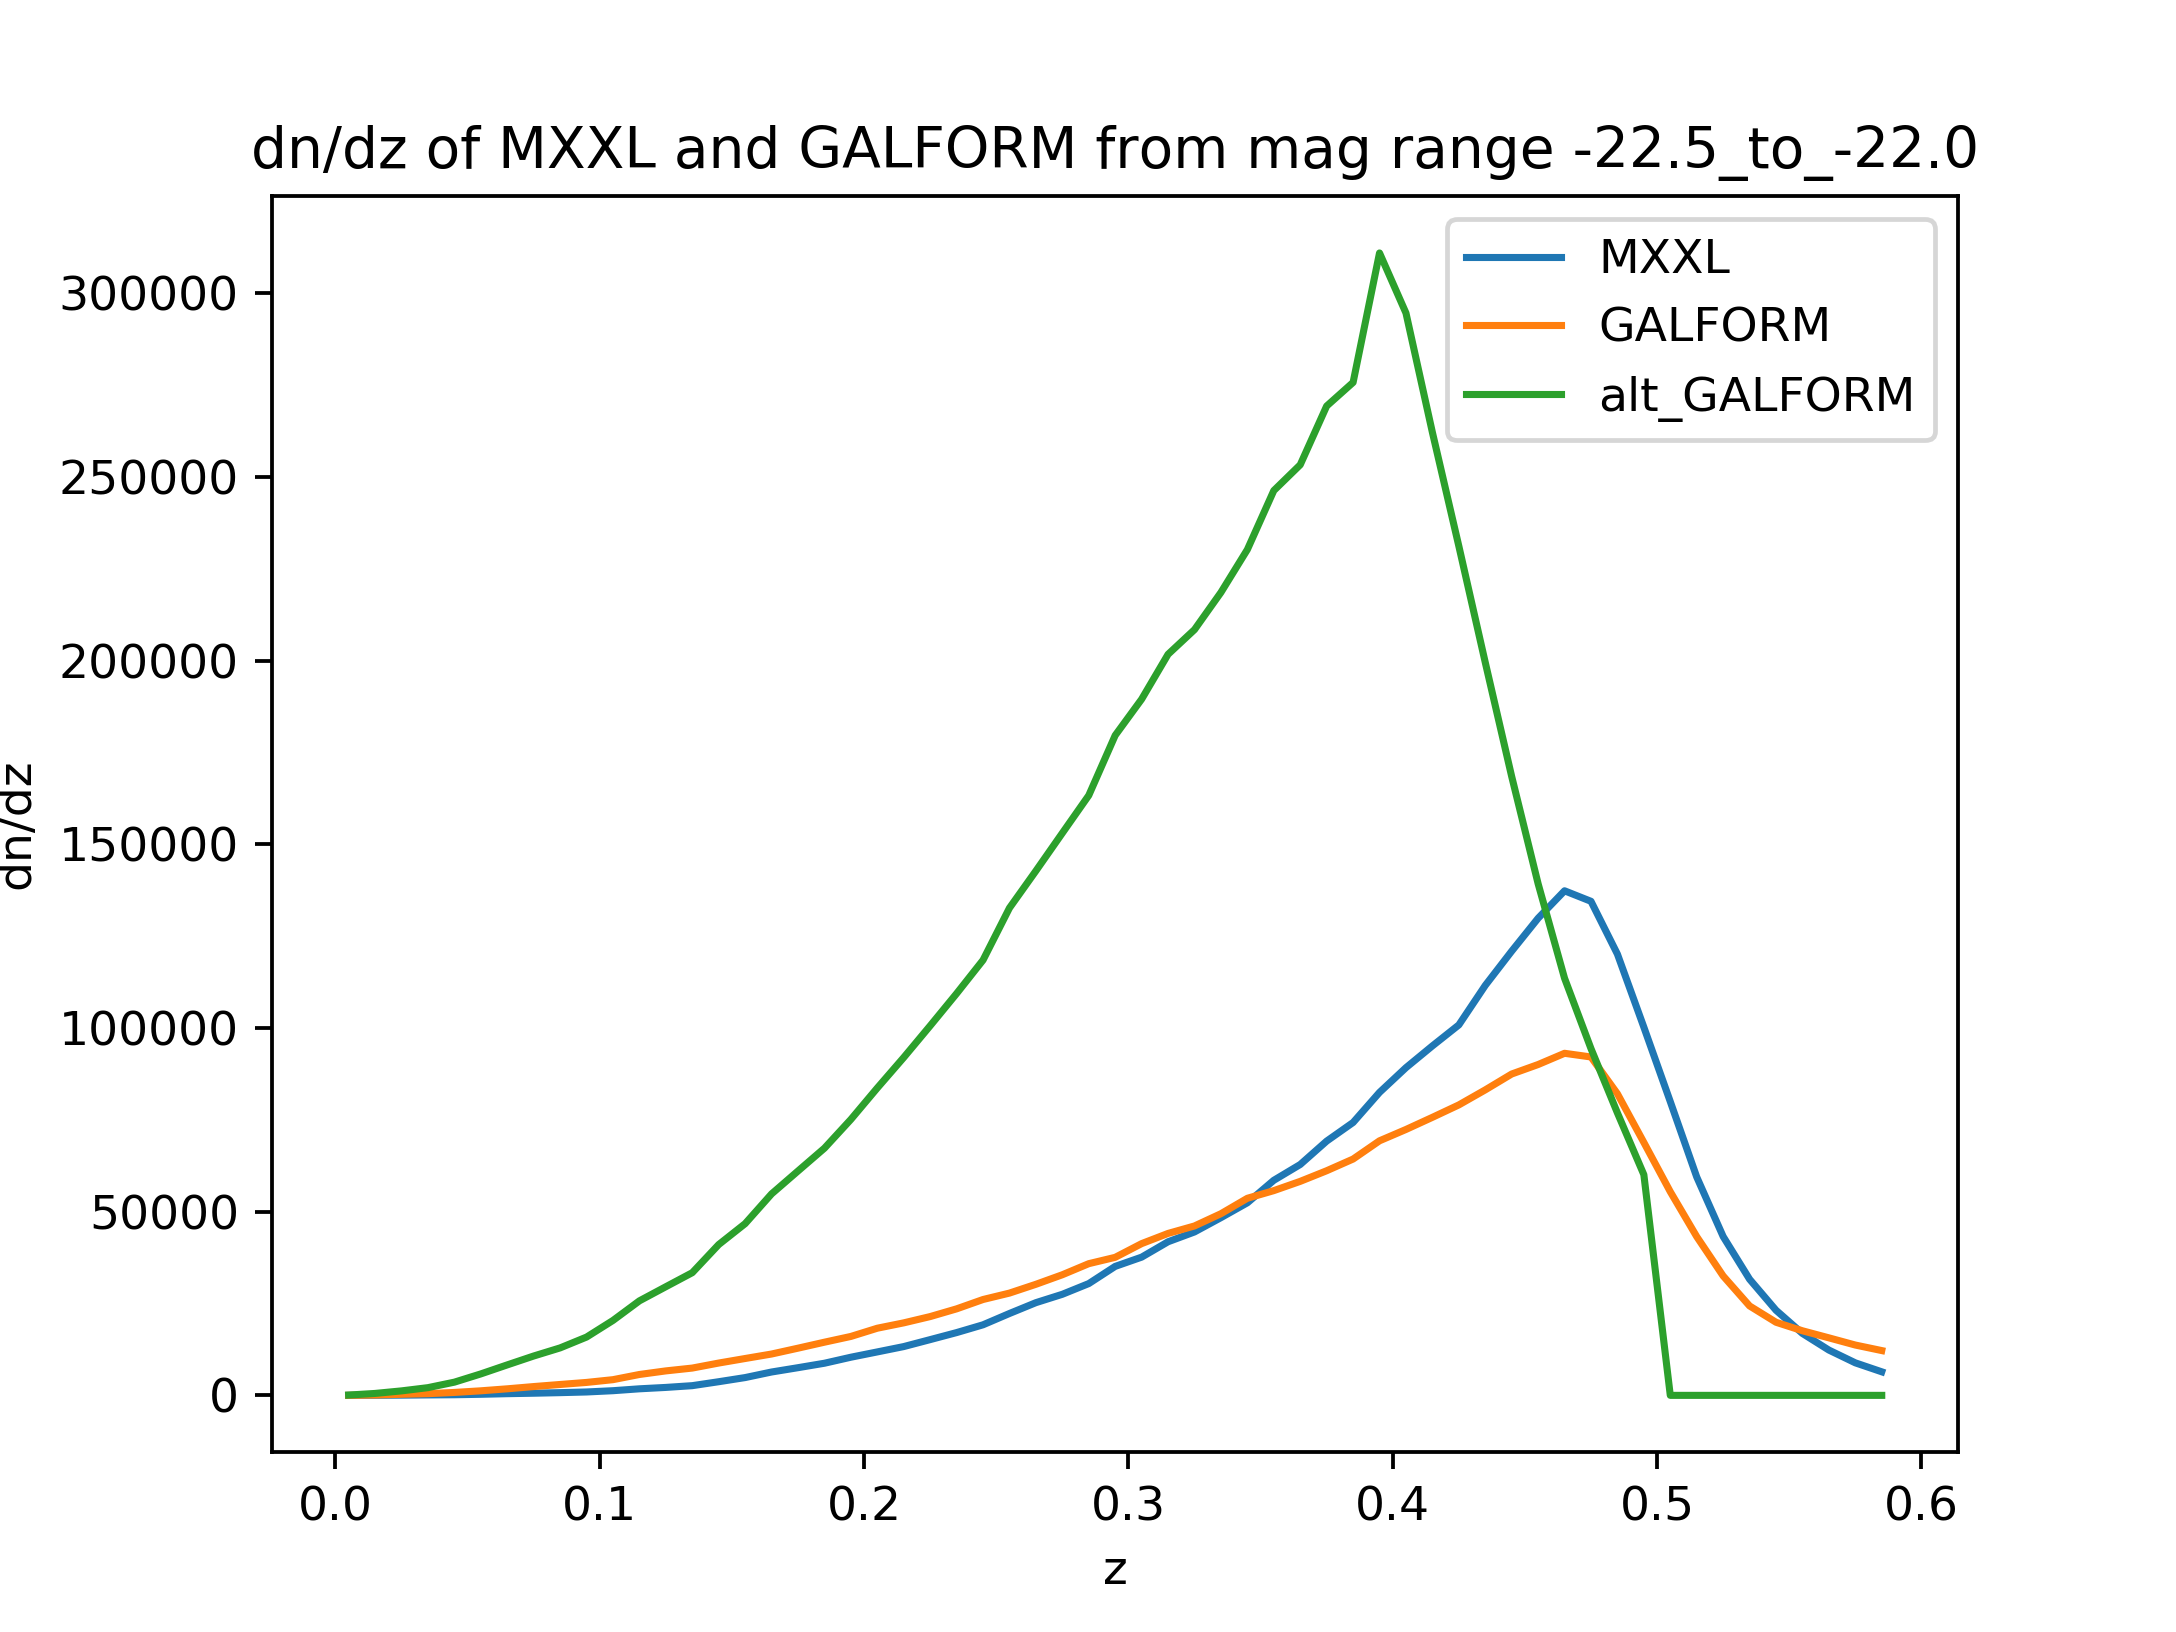 dn/dz of MXXL and GALFORM from mag range -22.5_to_-22.0
MXXL
GALFORM
alt_GALFORM
300000
250000
200000
150000
100000
50000
0
dn/dz
0.0 0.1 0.2 0.3 0.4 0.5 0.6
z